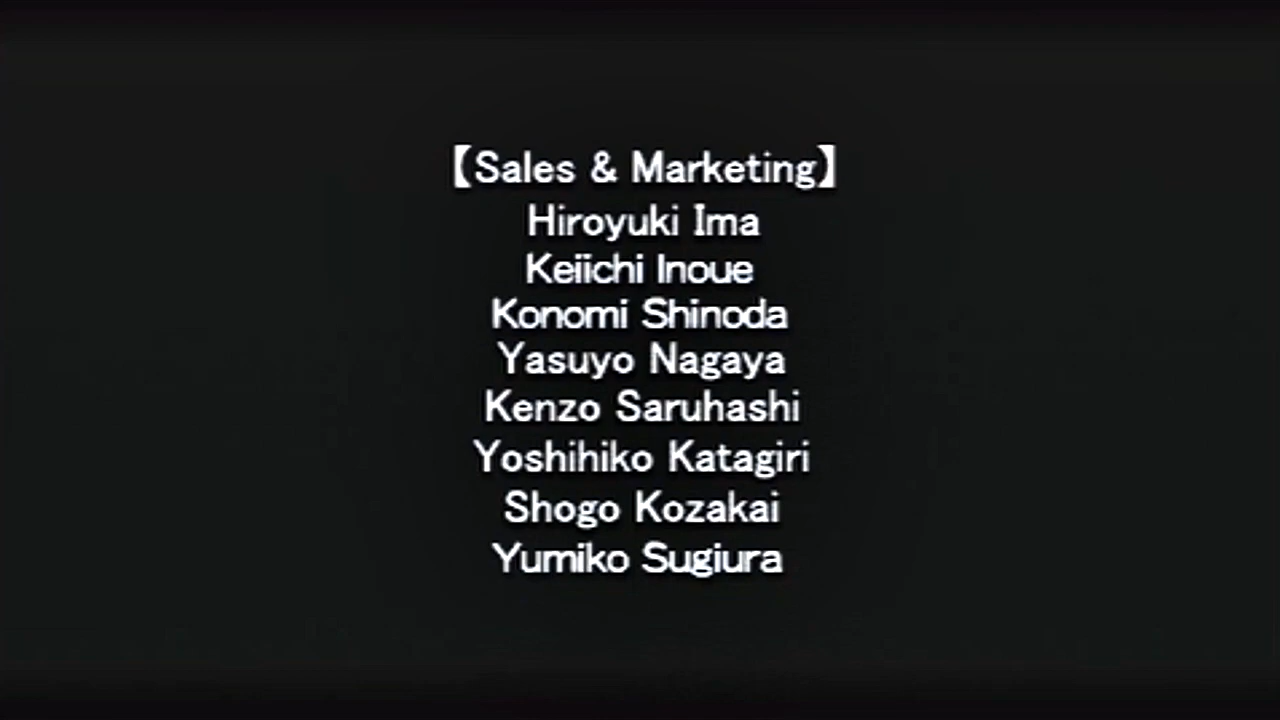 【Sales & Marketing】
Hiroyuki Ima
Keiichi Inoue
Konomi Shinoda
Yasuyo Nagaya
Kenzo Saruhashi
Yoshihiko Katagiri
Shogo Kozakai
Yumiko Sugiura